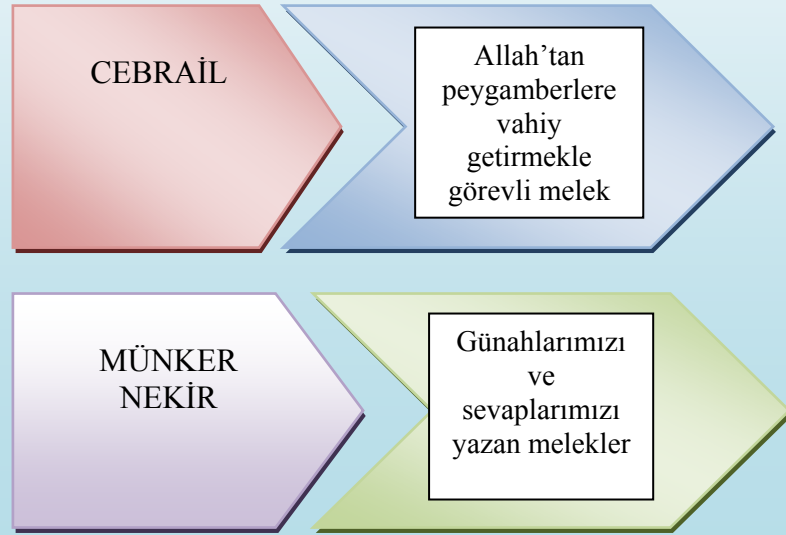 CEBRAİL
Allah’tan
peygamberlere
vahiy
getirmekle
görevli melek
MÜNKER
NEKİR
Günahlarımızı
ve
sevaplarımızı
yazan melekler